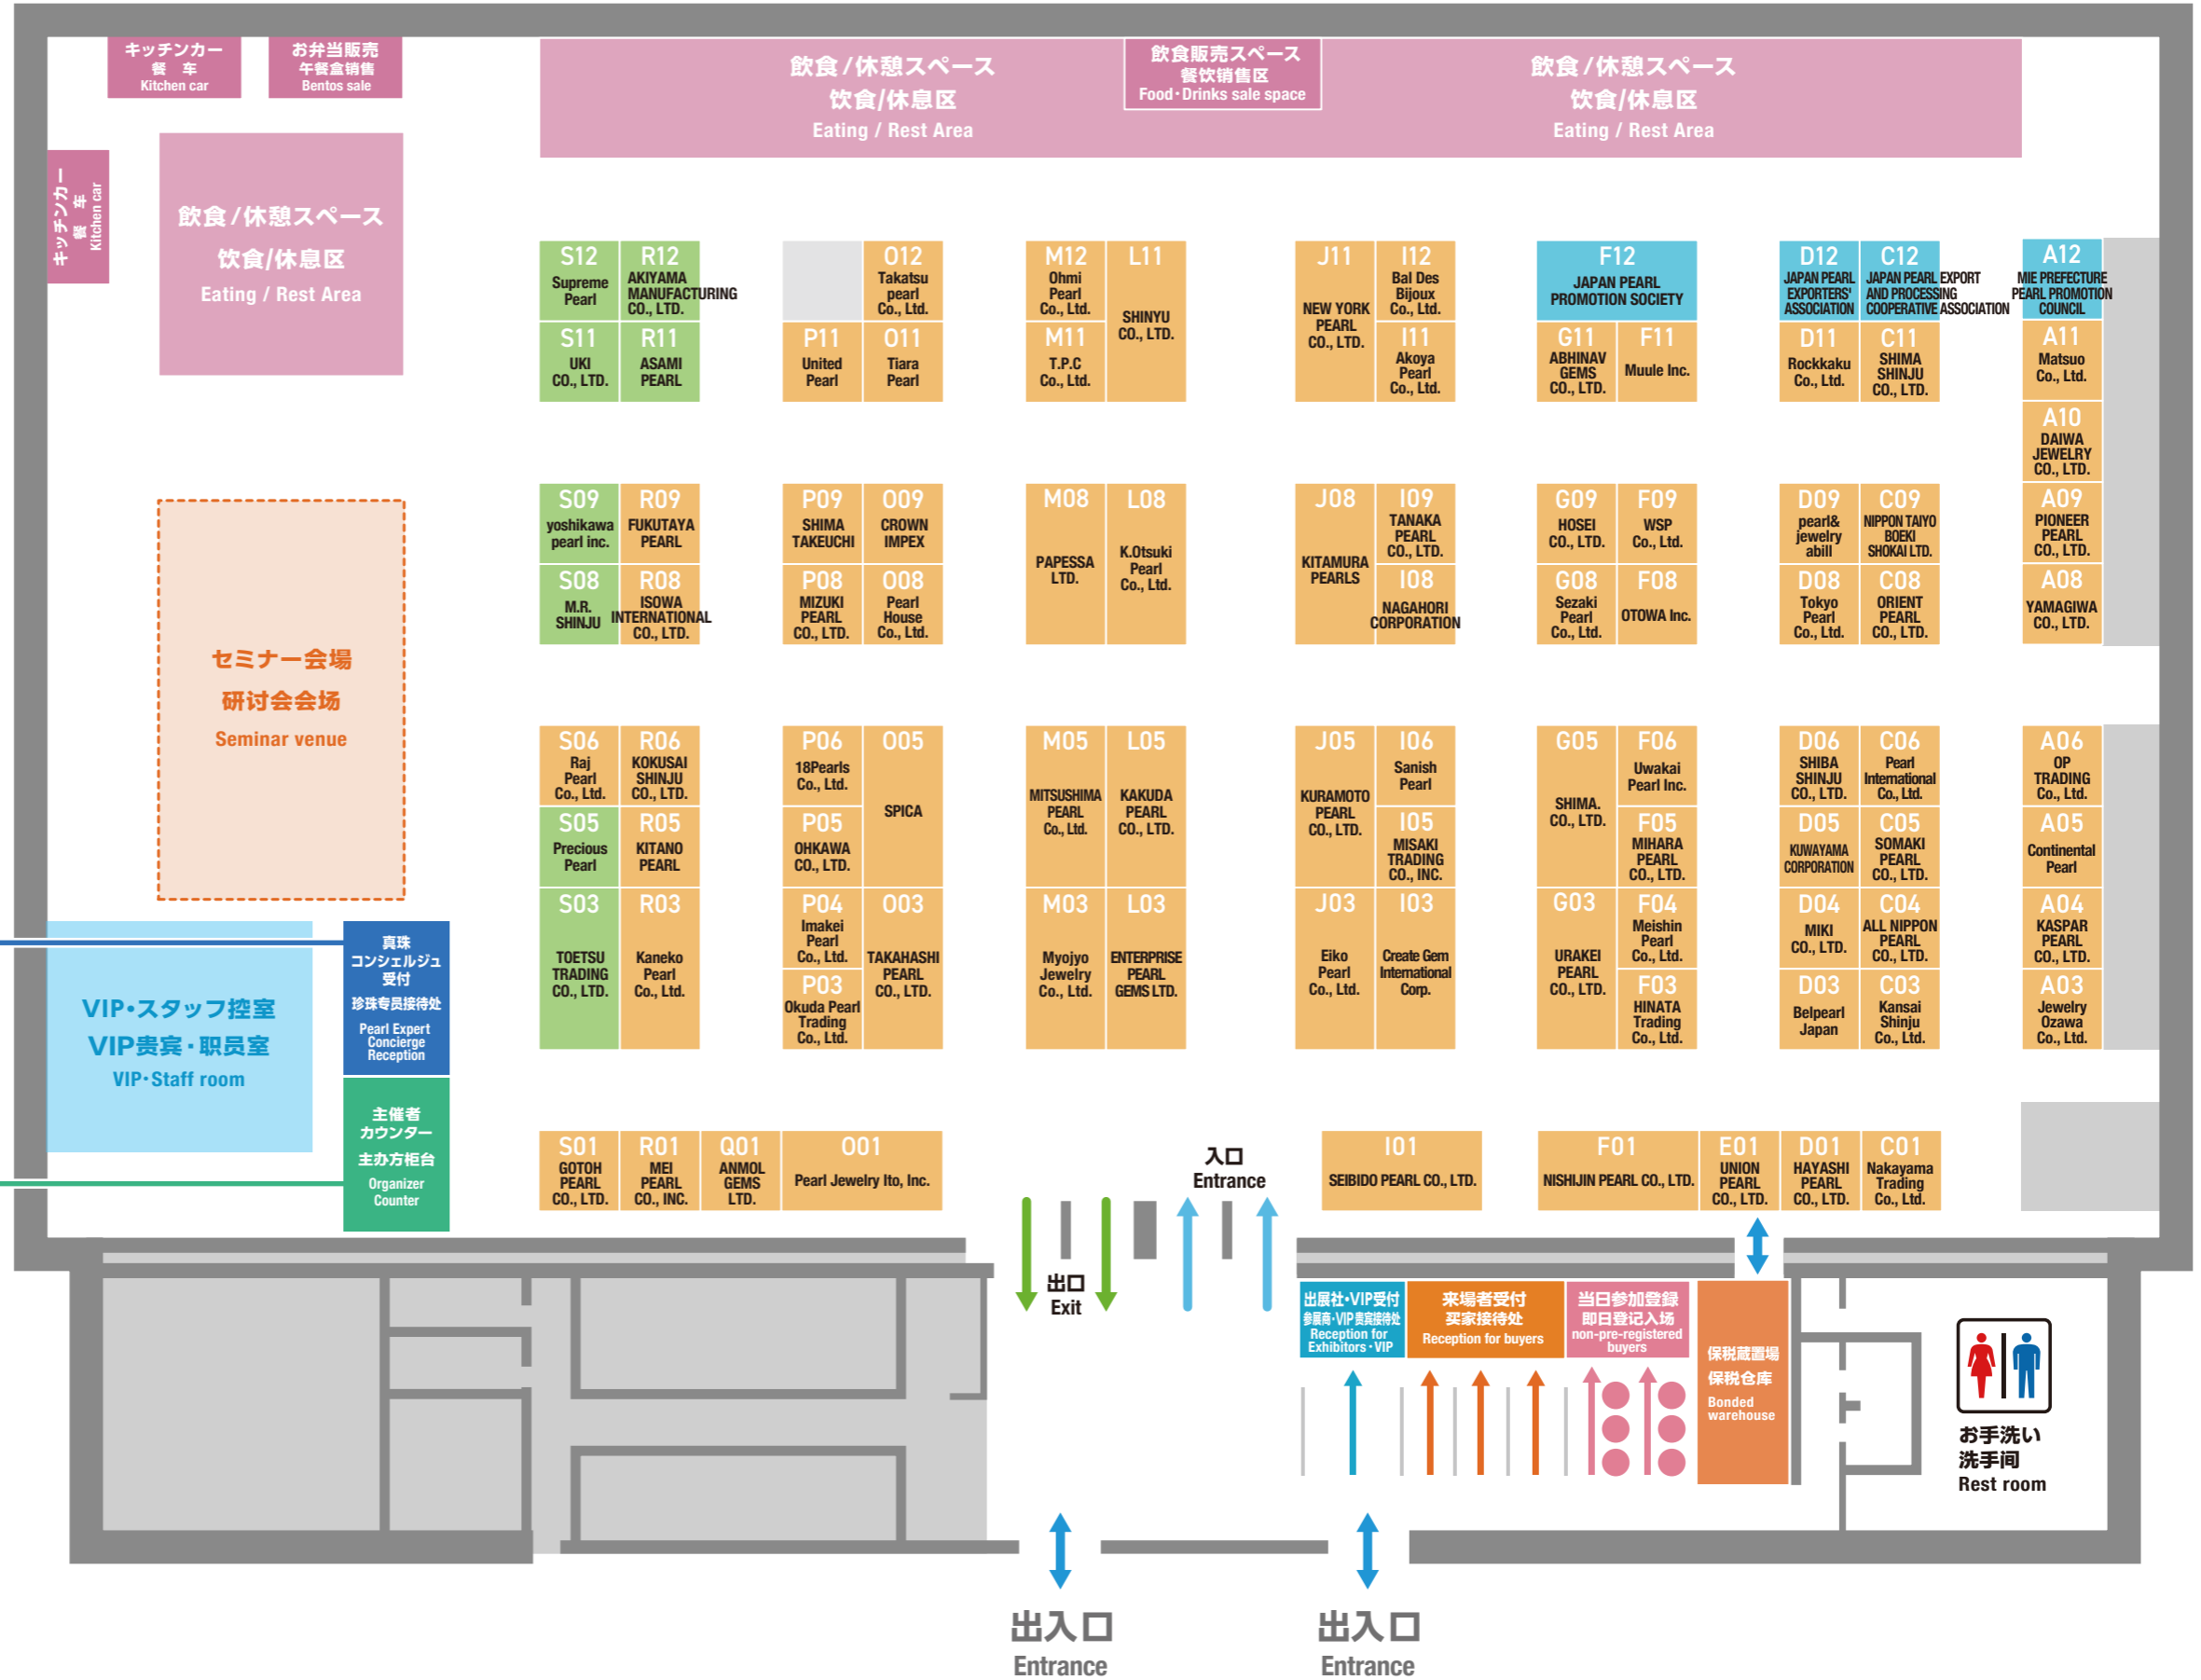 キッチンカー
餐 车
Kitchen car
お弁当販売
午餐盒销售
Bentos sale
飲食/休憩スペース
饮食/休息区
Eating / Rest Area
飲食販売スペース
餐饮销售区
Food・Drinks sale space
飲食/休憩スペース
饮食/休息区
Eating / Rest Area
キッチンカー
餐 车
Kitchen car
飲食/休憩スペース
饮食/休息区
Eating / Rest Area
S12
Supreme
Pearl
R12
AKIYAMA
MANUFACTURING
CO., LTD.
O12
Takatsu
pearl
Co., Ltd.
M12
Ohmi
Pearl
Co., Ltd.
L11
SHINYU
CO., LTD.
J11
NEW YORK
PEARL
CO., LTD.
I12
Bal Des
Bijoux
Co., Ltd.
F12
JAPAN PEARL
PROMOTION SOCIETY
D12
JAPAN PEARL
EXPORTERS'
ASSOCIATION
C12
JAPAN PEARL EXPORT
AND PROCESSING
COOPERATIVE ASSOCIATION
A12
MIE PREFECTURE
PEARL PROMOTION
COUNCIL
S11
UKI
CO., LTD.
R11
ASAMI
PEARL
P11
United
Pearl
O11
Tiara
Pearl
M11
T.P.C
Co., Ltd.
I11
Akoya
Pearl
Co., Ltd.
G11
ABHINAV
GEMS
CO., LTD.
F11
Muule Inc.
D11
Rockkaku
Co., Ltd.
C11
SHIMA
SHINJU
CO., LTD.
A11
Matsuo
Co., Ltd.
A10
DAIWA
JEWELRY
CO., LTD.
S09
yoshikawa
pearl inc.
R09
FUKUTAYA
PEARL
P09
SHIMA
TAKEUCHI
O09
CROWN
IMPEX
M08
PAPESSA
LTD.
L08
K.Otsuki
Pearl
Co., Ltd.
J08
KITAMURA
PEARLS
I09
TANAKA
PEARL
CO., LTD.
G09
HOSEI
CO., LTD.
F09
WSP
Co., Ltd.
D09
pearl&
jewelry
abill
C09
NIPPON TAIYO
BOEKI
SHOKAI LTD.
A09
PIONEER
PEARL
CO., LTD.
S08
M.R.
SHINJU
R08
ISOWA
INTERNATIONAL
CO., LTD.
P08
MIZUKI
PEARL
CO., LTD.
O08
Pearl
House
Co., Ltd.
I08
NAGAHORI
CORPORATION
G08
Sezaki
Pearl
Co., Ltd.
F08
OTOWA Inc.
D08
Tokyo
Pearl
Co., Ltd.
C08
ORIENT
PEARL
CO., LTD.
A08
YAMAGIWA
CO., LTD.
セミナー会場
研讨会会场
Seminar venue
S06
Raj
Pearl
Co., Ltd.
R06
KOKUSAI
SHINJU
CO., LTD.
P06
18Pearls
Co., Ltd.
O05
SPICA
M05
MITSUSHIMA
PEARL
Co., Ltd.
L05
KAKUDA
PEARL
CO., LTD.
J05
KURAMOTO
PEARL
CO., LTD.
I06
Sanish
Pearl
G05
SHIMA.
CO., LTD.
F06
Uwakai
Pearl Inc.
D06
SHIBA
SHINJU
CO., LTD.
C06
Pearl
International
Co., Ltd.
A06
OP
TRADING
Co., Ltd.
S05
Precious
Pearl
R05
KITANO
PEARL
P05
OHKAWA
CO., LTD.
I05
MISAKI
TRADING
CO., INC.
F05
MIHARA
PEARL
CO., LTD.
D05
KUWAYAMA
CORPORATION
C05
SOMAKI
PEARL
CO., LTD.
A05
Continental
Pearl
S03
TOETSU
TRADING
CO., LTD.
R03
Kaneko
Pearl
Co., Ltd.
P04
Imakei
Pearl
Co., Ltd.
O03
TAKAHASHI
PEARL
CO., LTD.
M03
Myojyo
Jewelry
Co., Ltd.
L03
ENTERPRISE
PEARL
GEMS LTD.
J03
Eiko
Pearl
Co., Ltd.
I03
Create Gem
International
Corp.
G03
URAKEI
PEARL
CO., LTD.
F04
Meishin
Pearl
Co., Ltd.
D04
MIKI
CO., LTD.
C04
ALL NIPPON
PEARL
CO., LTD.
A04
KASPAR
PEARL
CO., LTD.
P03
Okuda Pearl
Trading
Co., Ltd.
F03
HINATA
Trading
Co., Ltd.
D03
Belpearl
Japan
C03
Kansai
Shinju
Co., Ltd.
A03
Jewelry
Ozawa
Co., Ltd.
VIP・スタッフ控室
VIP贵宾・职员室
VIP・Staff room
真珠
コンシェルジュ
受付
珍珠专员接待处
Pearl Expert
Concierge
Reception
主催者
カウンター
主办方柜台
Organizer
Counter
S01
GOTOH
PEARL
CO., LTD.
R01
MEI
PEARL
CO., INC.
Q01
ANMOL
GEMS
LTD.
O01
Pearl Jewelry Ito, Inc.
入口
Entrance
I01
SEIBIDO PEARL CO., LTD.
F01
NISHIJIN PEARL CO., LTD.
E01
UNION
PEARL
CO., LTD.
D01
HAYASHI
PEARL
CO., LTD.
C01
Nakayama
Trading
Co., Ltd.
出口
Exit
出展社・VIP受付
参展商・VIP贵宾接待处
Reception for
Exhibitors・VIP
来場者受付
买家接待处
Reception for buyers
当日参加登録
即日登记入场
non-pre-registered
buyers
保税蔵置場
保税仓库
Bonded
warehouse
お手洗い
洗手间
Rest room
出入口
Entrance
出入口
Entrance